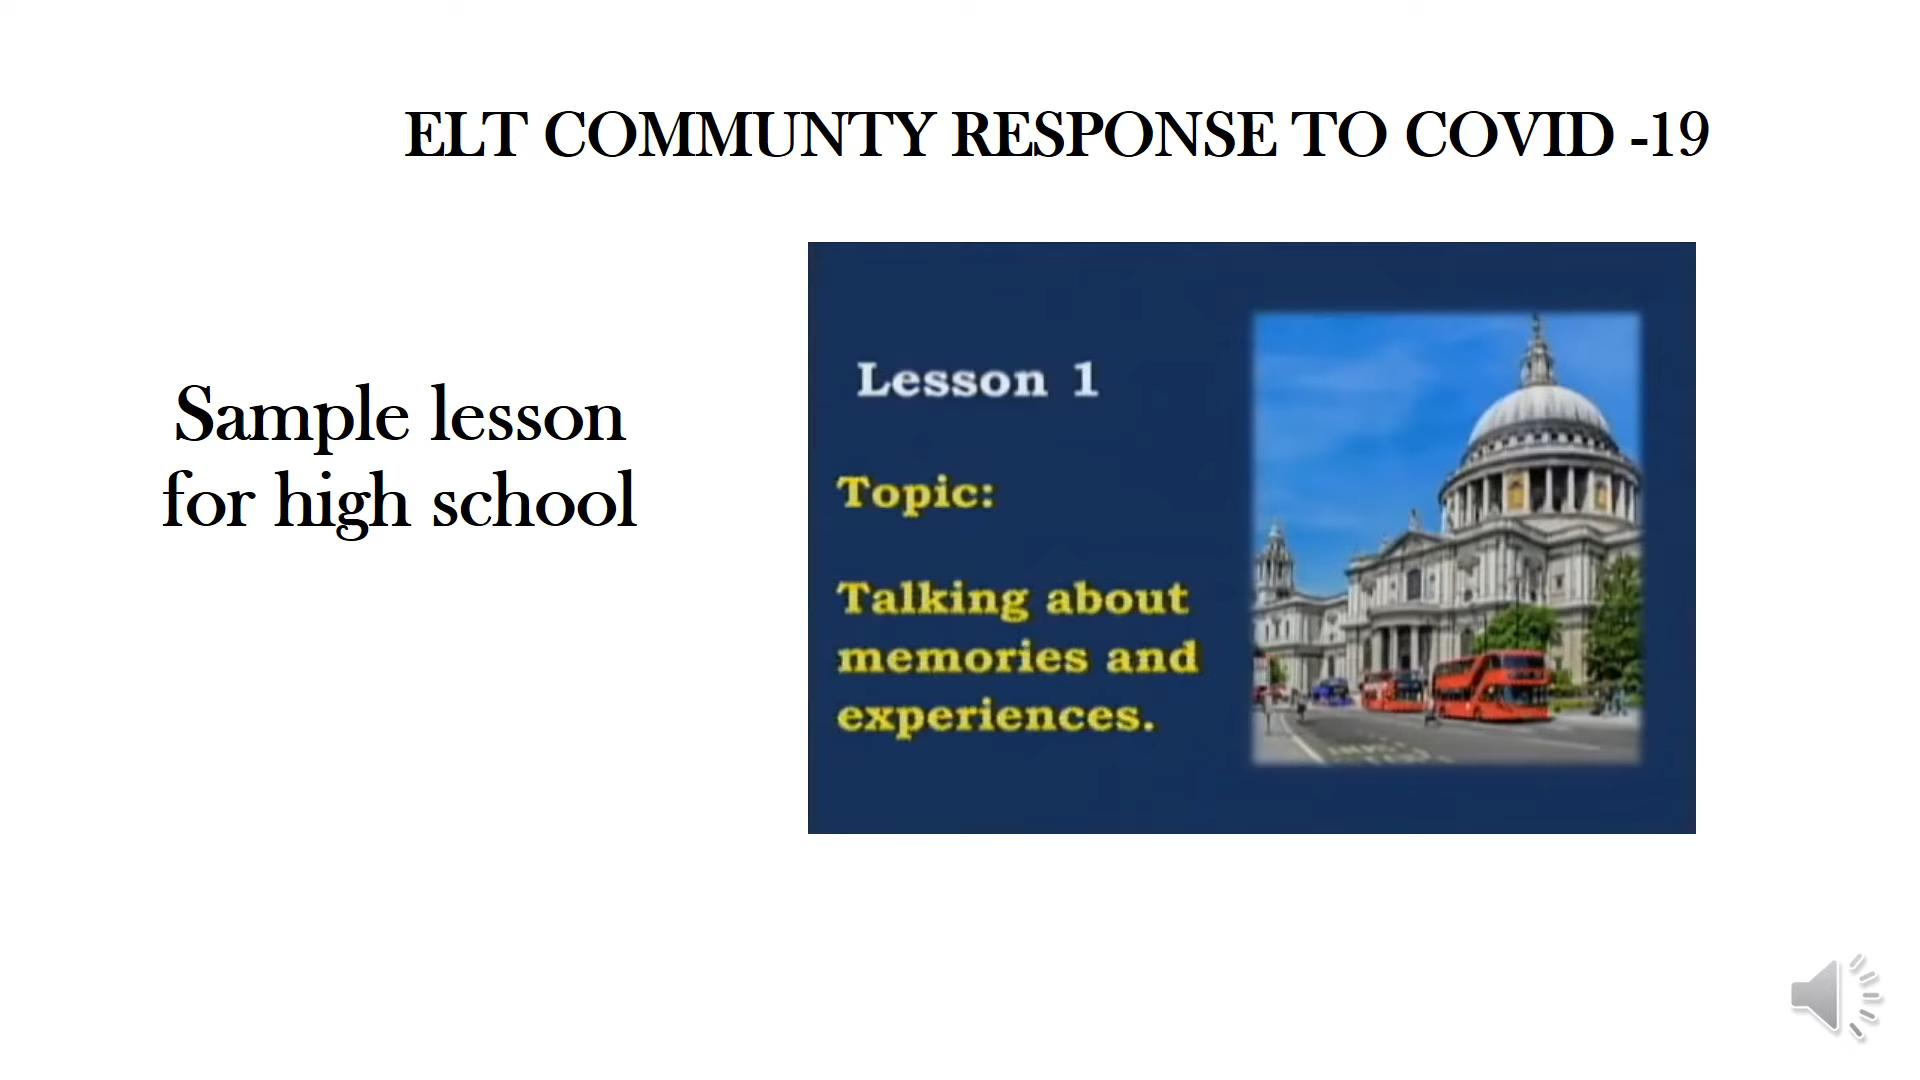 ELT COMMUNTY RESPONSE TO COVID -19
Sample lesson
for high school
Lesson 1
Topic:
Talking about
memories and
experiences.